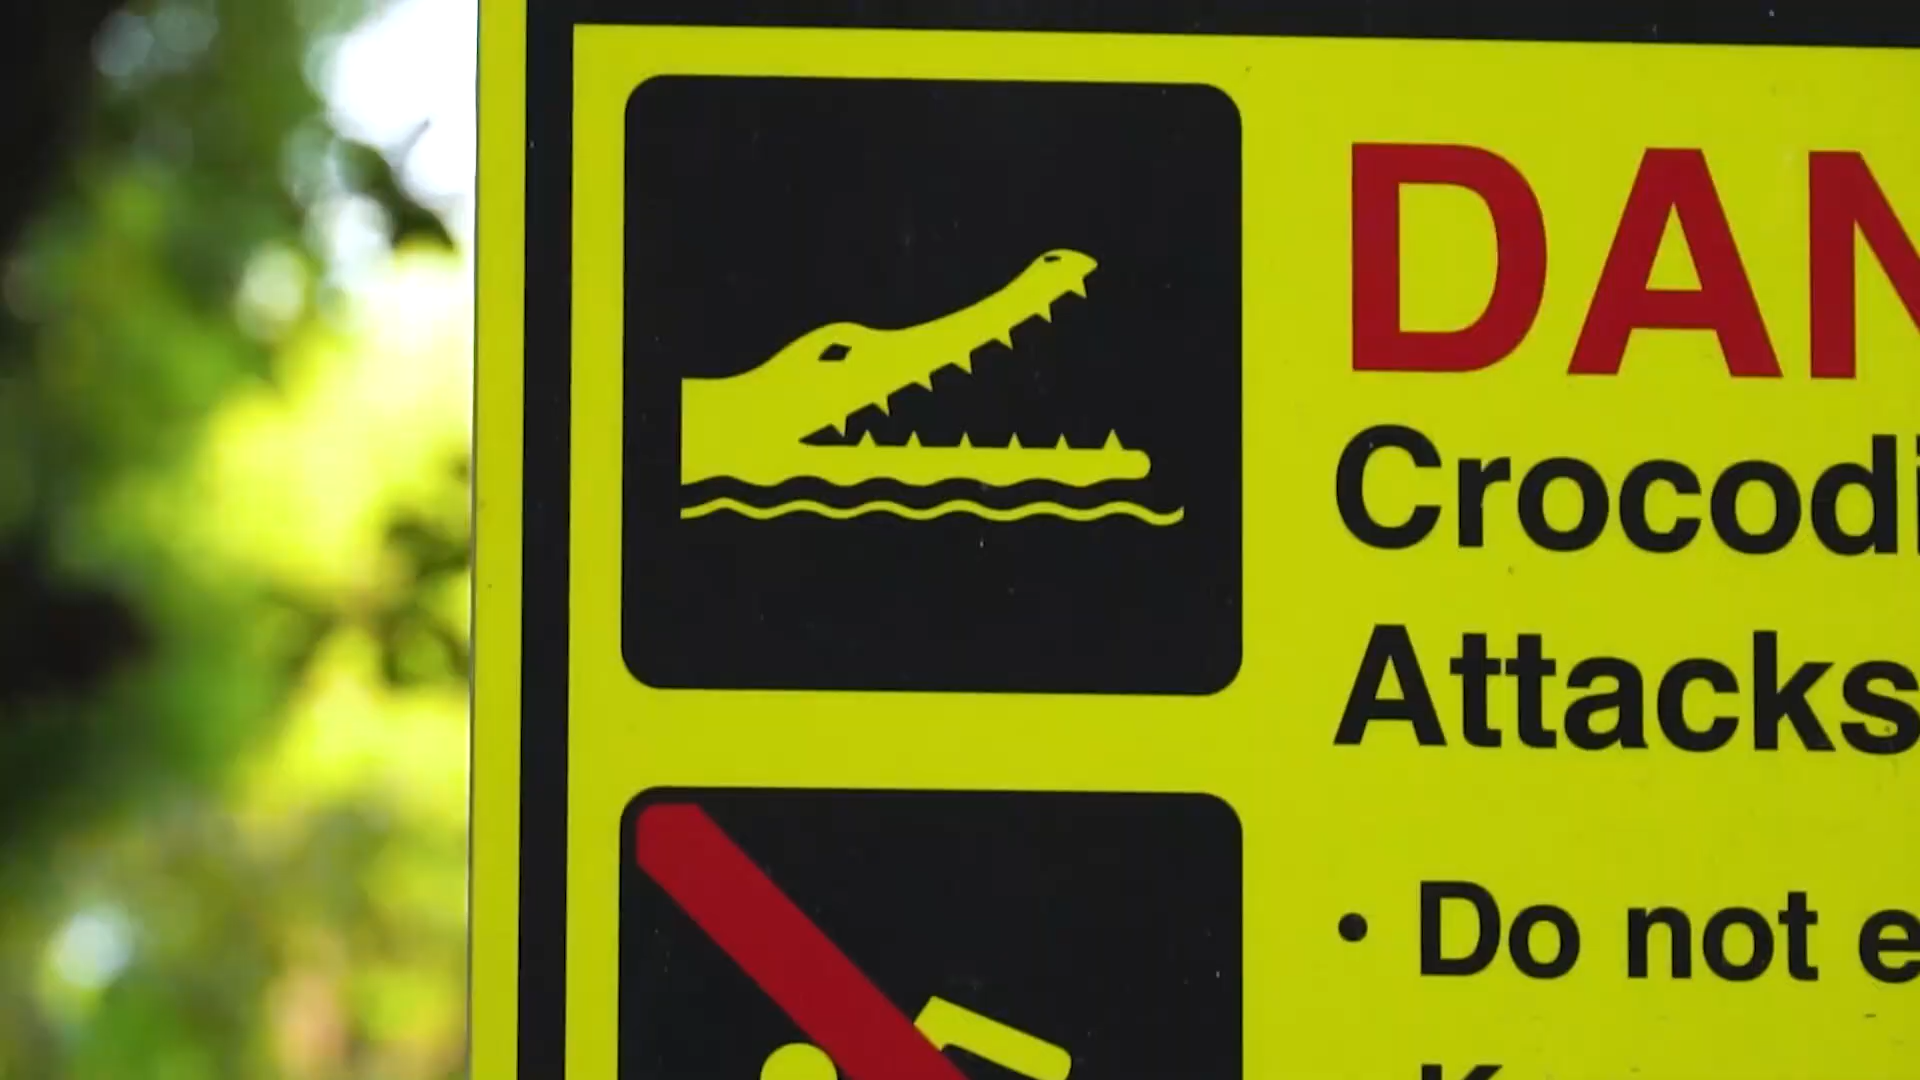 DAN
Crocodi
Attacks
• Do not e